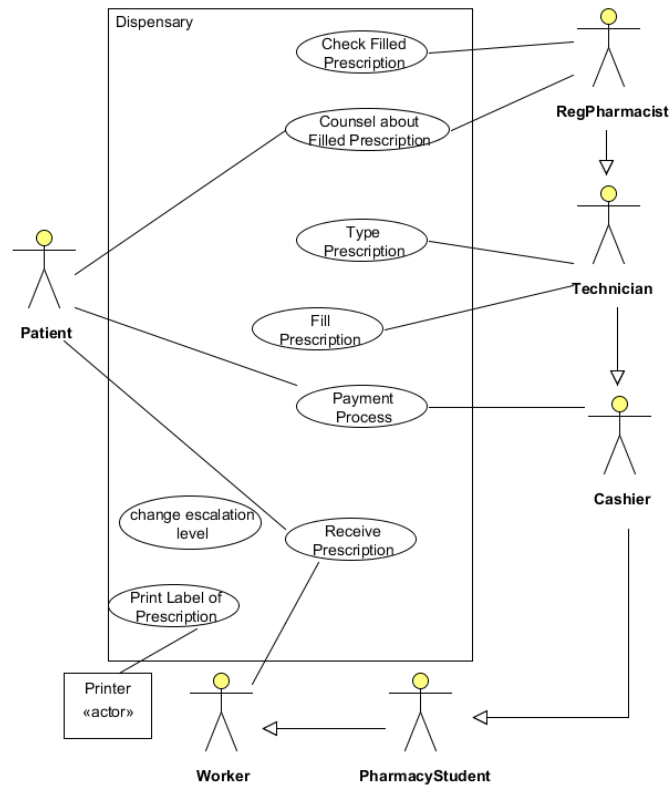 Dispensary
Check Filled
Prescription
RegPharmacist
Counsel about
Filled Prescription
Type
Prescription
Technician
Patient
Fill
Prescription
Payment
Process
Cashier
change escalation
level
Receive
Prescription
Print Label of
Prescription
Printer
«actor»
Worker
PharmacyStudent